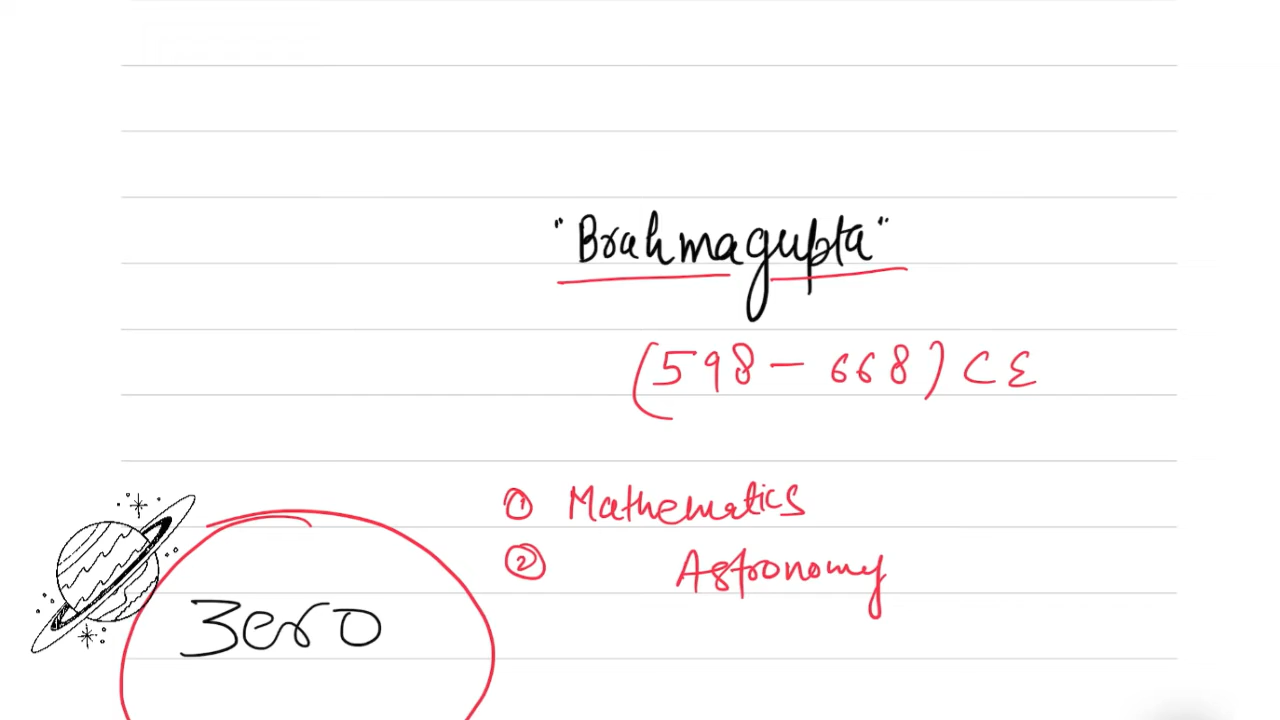 "Brahmagupta"
(598 - 668) CE
① Mathematics
② Astronomy
Zero